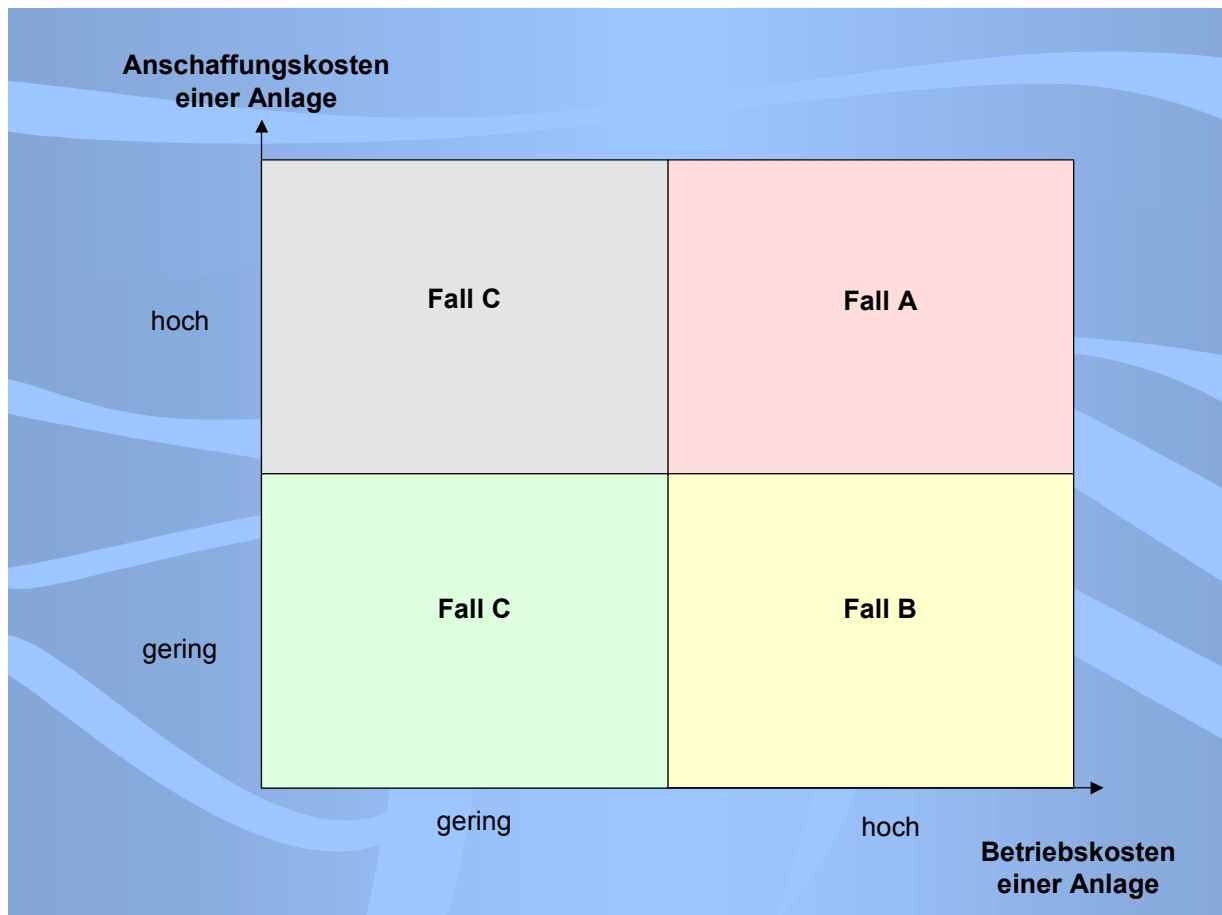 Anschaffungskosten
einer Anlage
Fall C
Fall A
hoch
Fall C
Fall B
gering
gering
hoch
Betriebskosten
einer Anlage